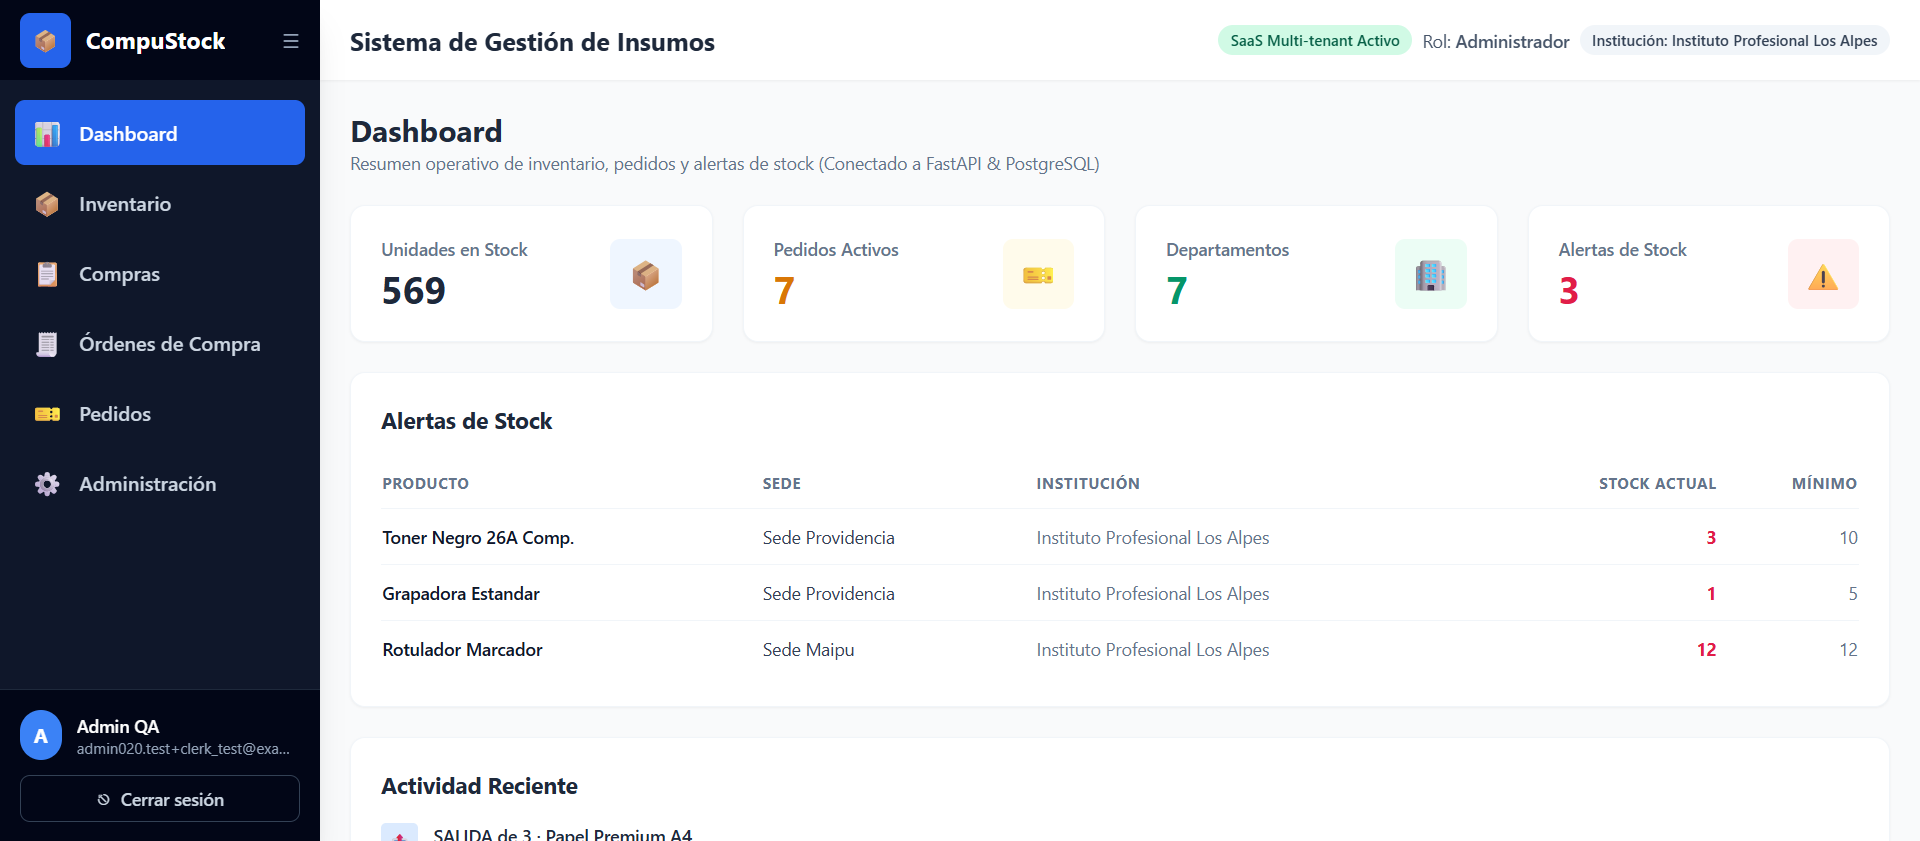 CompuStock
Sistema de Gestión de Insumos
SaaS Multi-tenant Activo
Rol: Administrador
Institución: Instituto Profesional Los Alpes
Dashboard
Inventario
Compras
Órdenes de Compra
Pedidos
Administración
Admin QA
admin020.test+clerk_test@exa...
Cerrar sesión
Dashboard
Resumen operativo de inventario, pedidos y alertas de stock (Conectado a FastAPI & PostgreSQL)
Unidades en Stock
569
Pedidos Activos
7
Departamentos
7
Alertas de Stock
3
Alertas de Stock
PRODUCTO SEDE INSTITUCIÓN STOCK ACTUAL MÍNIMO
Toner Negro 26A Comp. Sede Providencia Instituto Profesional Los Alpes 3 10
Grapadora Estandar Sede Providencia Instituto Profesional Los Alpes 1 5
Rotulador Marcador Sede Maipu Instituto Profesional Los Alpes 12 12
Actividad Reciente
SALIDA de 3 · Papel Premium A4